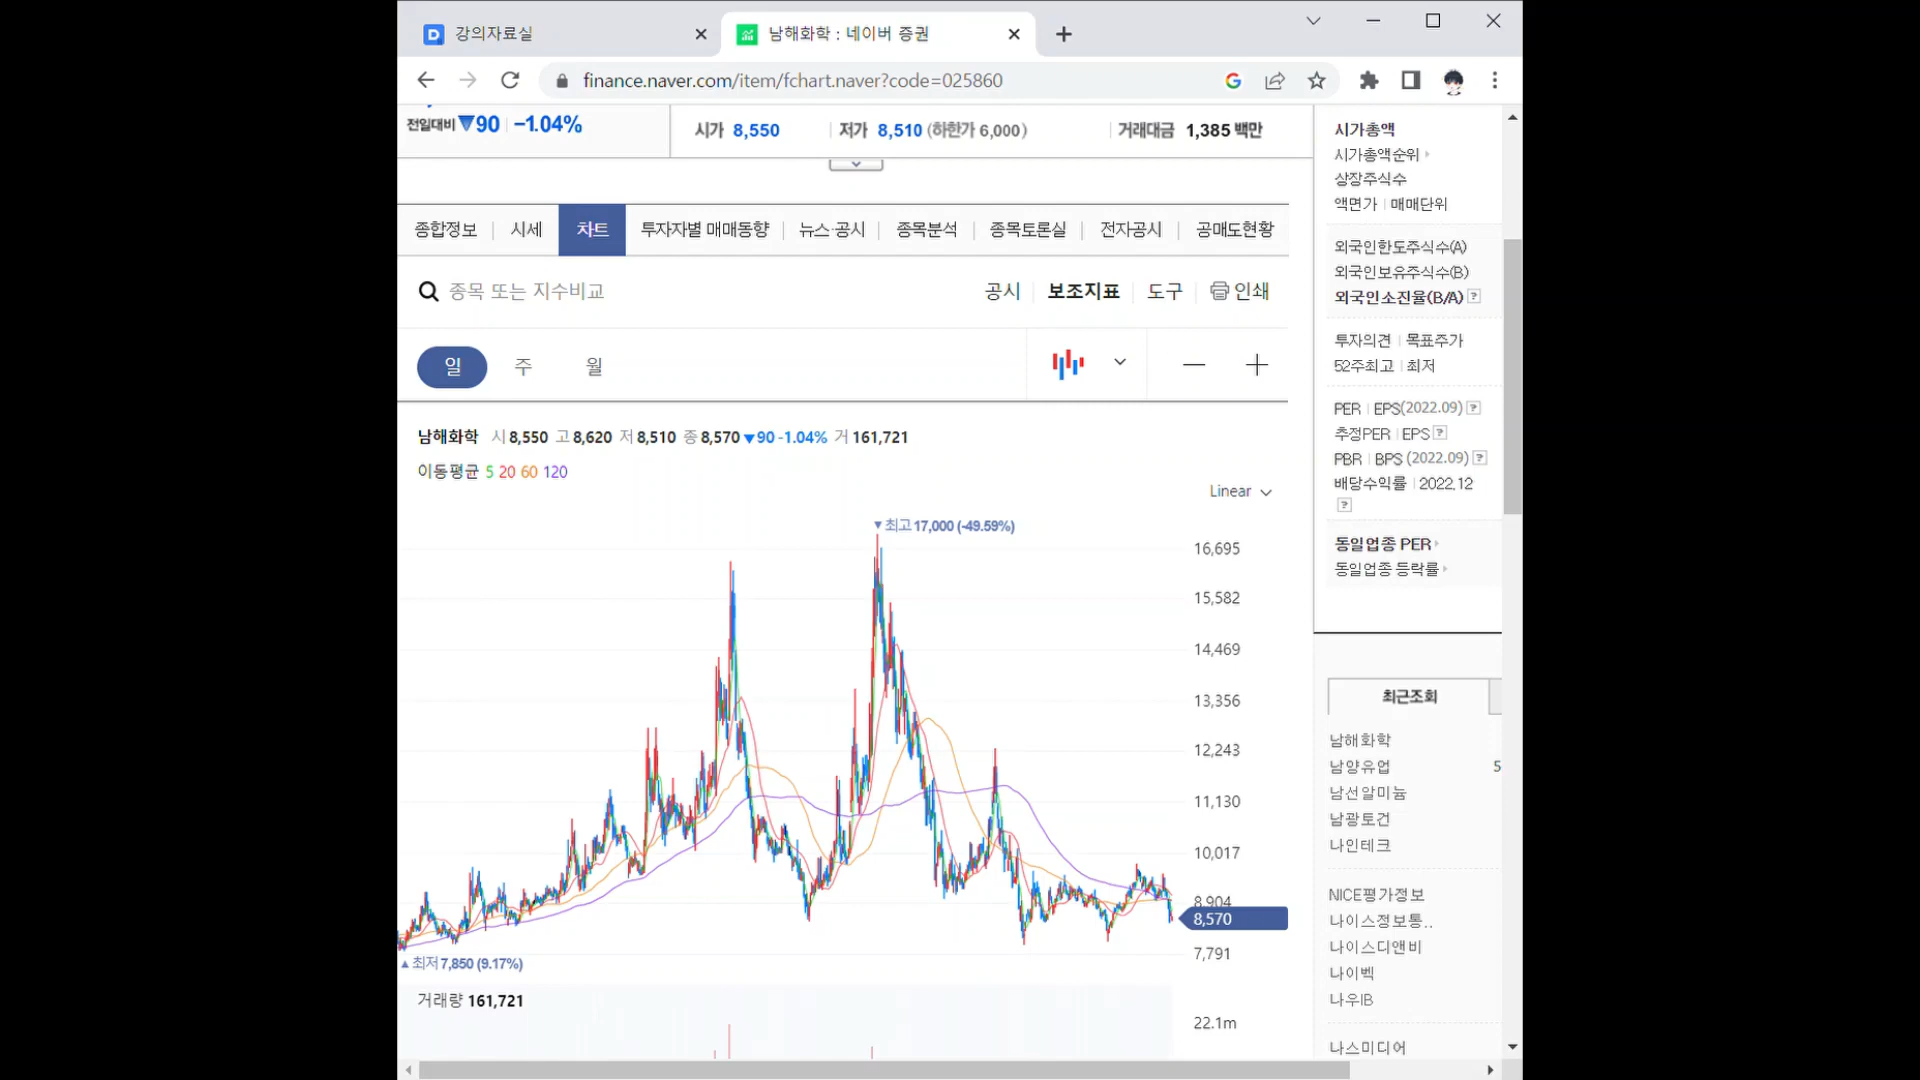 강의자료실
남해화학 : 네이버 증권
finance.naver.com/item/fchart.naver?code=025860
전일대비 ▼90 -1.04%
시가 8,550 저가 8,510 (하한가 6,000) 거래대금 1,385 백만
종합정보 시세 차트 투자자별 매매동향 뉴스·공시 종목분석 종목토론실 전자공시 공매도현황
종목 또는 지수비교
공시 보조지표 도구 인쇄
일 주 월
남해화학 시 8,550 고 8,620 저 8,510 종 8,570 ▼90 -1.04% 거 161,721
이동평균 5 20 60 120
Linear
▼최고 17,000 (-49.59%)
16,695
15,582
14,469
13,356
12,243
11,130
10,017
8,904
8,570
7,791
▲최저 7,850 (9.17%)
거래량 161,721
22.1m
시가총액
시가총액순위
상장주식수
액면가 매매단위
외국인한도주식수(A)
외국인보유주식수(B)
외국인소진율(B/A) ?
투자의견 목표주가
52주최고 최저
PER EPS(2022.09) ?
추정PER EPS ?
PBR BPS (2022.09) ?
배당수익률 2022.12
?
동일업종 PER
동일업종 등락률
최근조회
남해화학
남양유업 5
남선알미늄
남광토건
나인테크
NICE평가정보
나이스정보통..
나이스디앤비
나이벡
나우IB
나스미디어